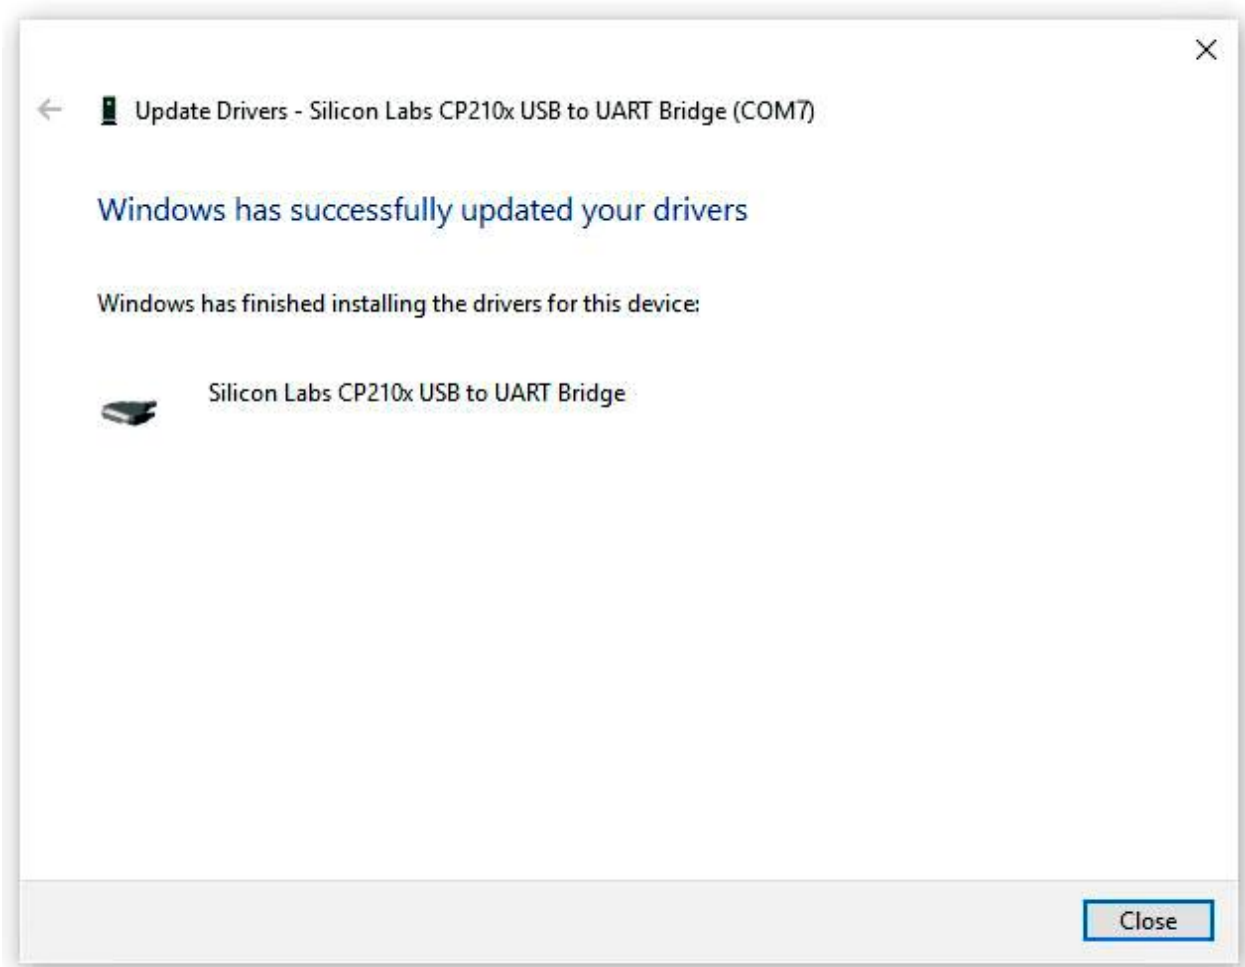 Update Drivers - Silicon Labs CP210x USB to UART Bridge (COM7)
Windows has successfully updated your drivers
Windows has finished installing the drivers for this device:
Silicon Labs CP210x USB to UART Bridge
Close